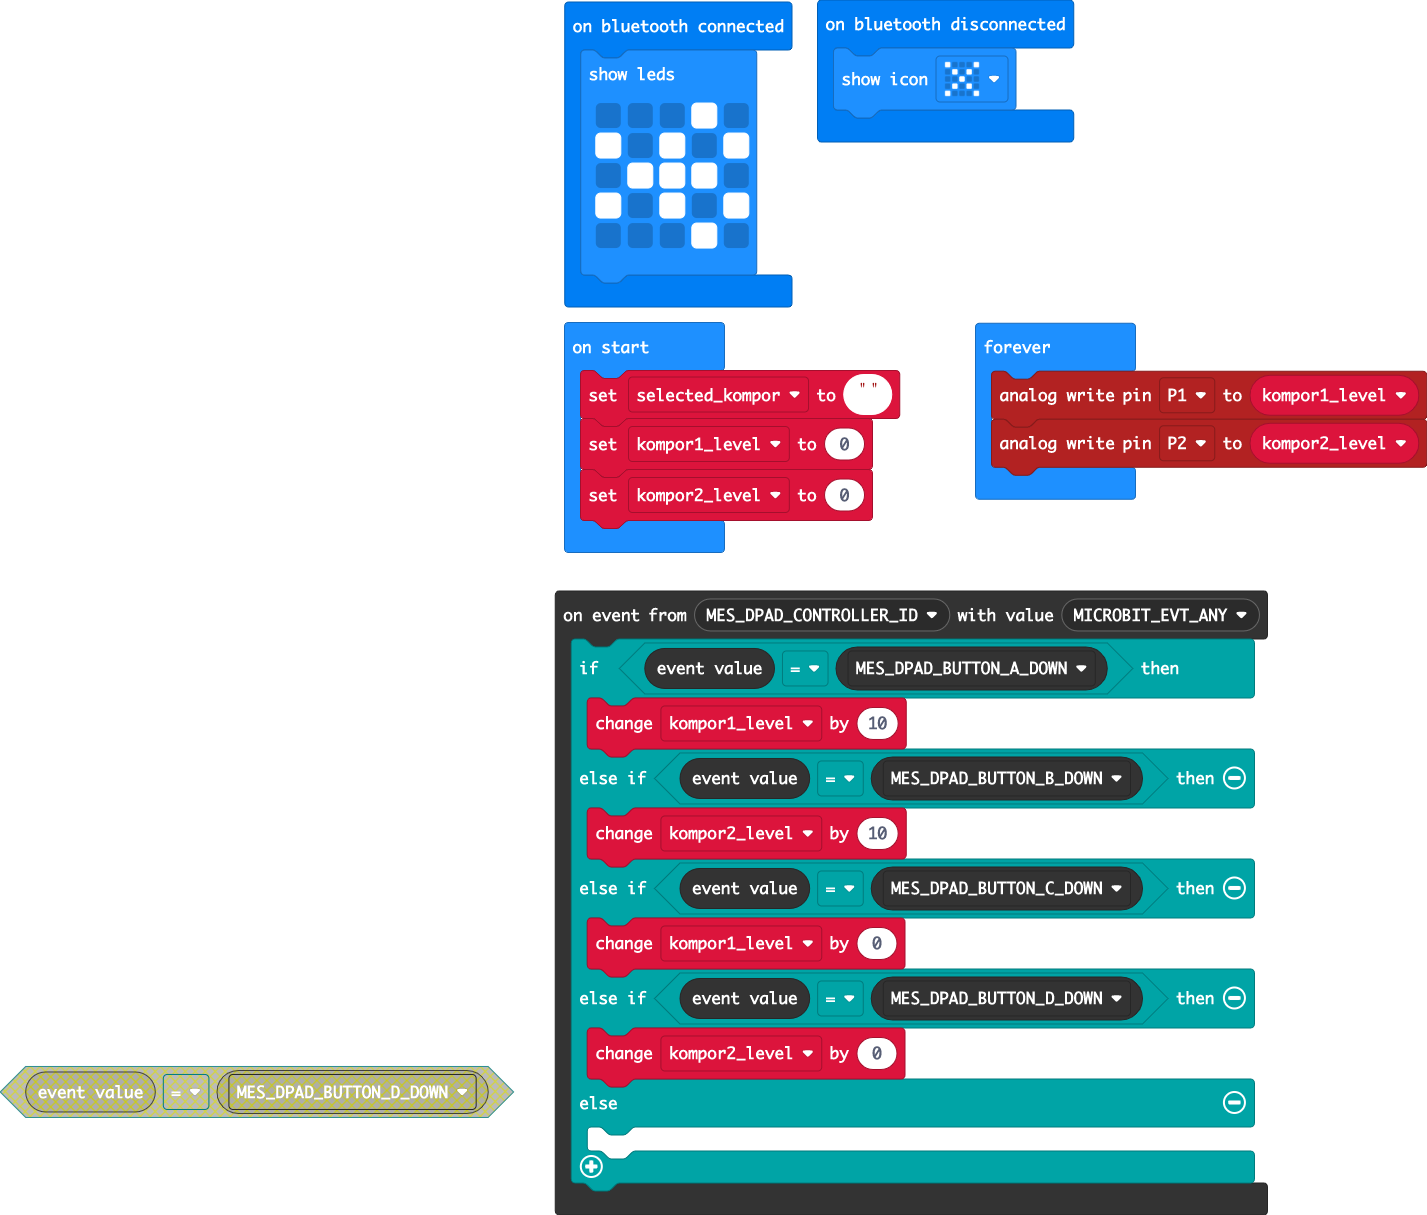 on bluetooth connected
show leds
on bluetooth disconnected
show icon
on start
set selected_kompor to " "
set kompor1_level to 0
set kompor2_level to 0
forever
analog write pin P1 to kompor1_level
analog write pin P2 to kompor2_level
on event from MES_DPAD_CONTROLLER_ID with value MICROBIT_EVT_ANY
if event value = MES_DPAD_BUTTON_A_DOWN then
change kompor1_level by 10
else if event value = MES_DPAD_BUTTON_B_DOWN then
change kompor2_level by 10
else if event value = MES_DPAD_BUTTON_C_DOWN then
change kompor1_level by 0
else if event value = MES_DPAD_BUTTON_D_DOWN then
change kompor2_level by 0
else
event value = MES_DPAD_BUTTON_D_DOWN